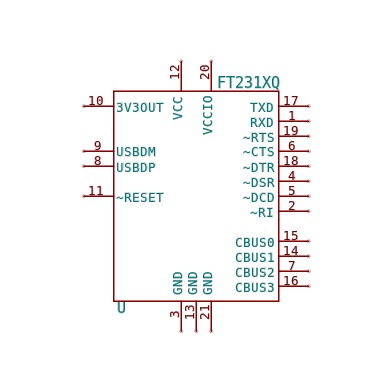 12 20
FT231XQ
VCC VCCIO
10 3V3OUT TXD 17
RXD 1
~RTS 19
9 USBDM ~CTS 6
8 USBDP ~DTR 18
~DSR 4
11 ~RESET ~DCD 5
~RI 2
CBUS0 15
CBUS1 14
CBUS2 7
CBUS3 16
GND GND GND
U
3 13 21